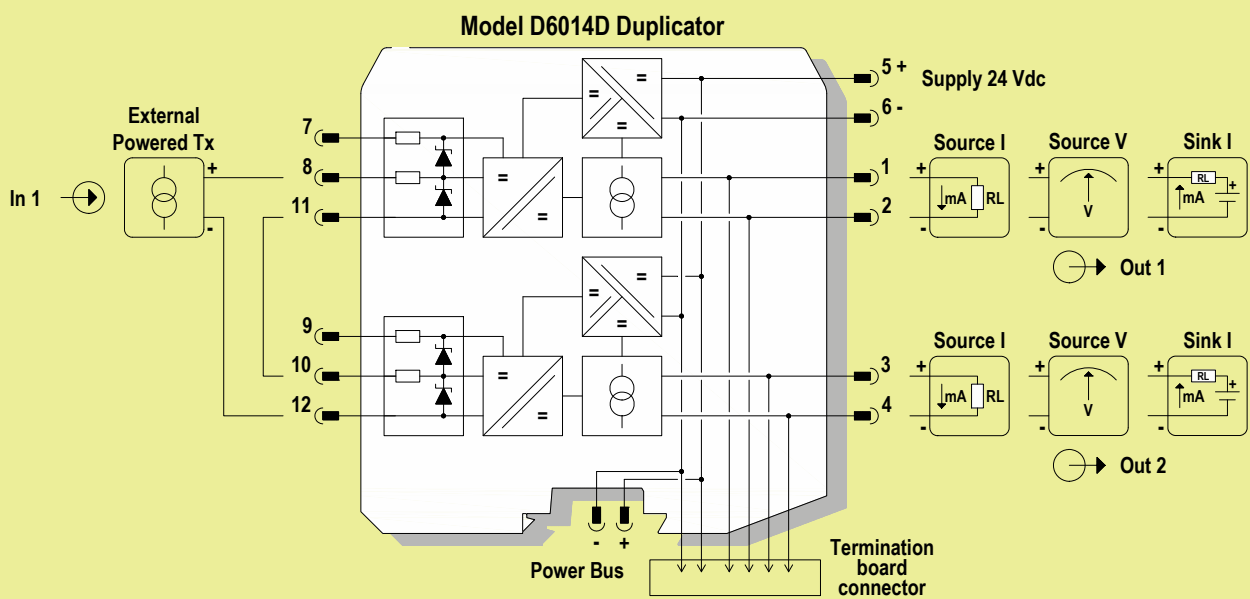 Model D6014D Duplicator
5 +
Supply 24 Vdc
6 -
External
Powered Tx
In 1
+
-
7
8
11
=
=
=
=
=
1
2
Source I
Source V
Sink I
+
-
mA
RL
+
-
V
+
-
RL
mA
+
Out 1
9
10
12
=
=
=
=
=
3
4
Source I
Source V
Sink I
+
-
mA
RL
+
-
V
+
-
RL
mA
+
Out 2
- +
Power Bus
Termination
board
connector